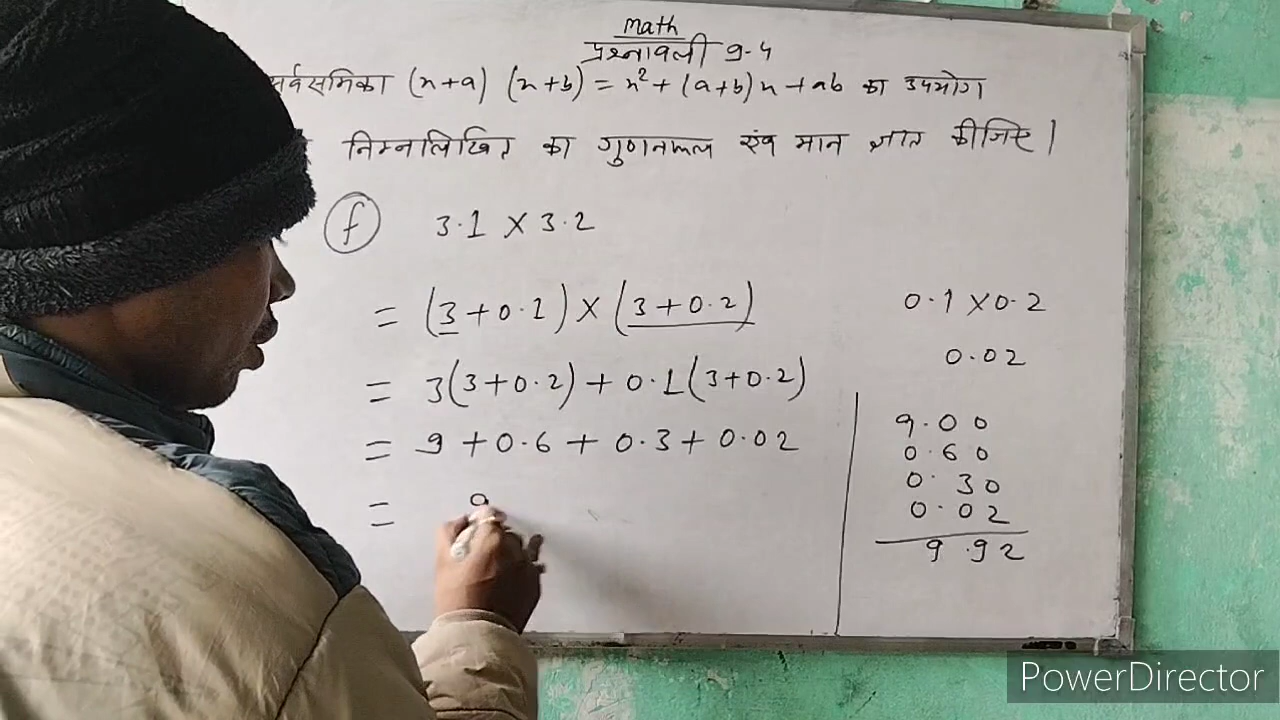 Math
प्रश्नावली 9.4
सर्वसमिका (x+a) (x+b) = x² + (a+b)x + ab का उपयोग
निम्नलिखित का गुणनफल एंव मान ज्ञात कीजिए।
f 3.1 × 3.2
= (3+0.1) × (3+0.2)
= 3(3+0.2) + 0.1(3+0.2)
= 9 + 0.6 + 0.3 + 0.02
=
0.1 × 0.2
0.02
9.00
0.60
0.30
0.02
9.92
PowerDirector